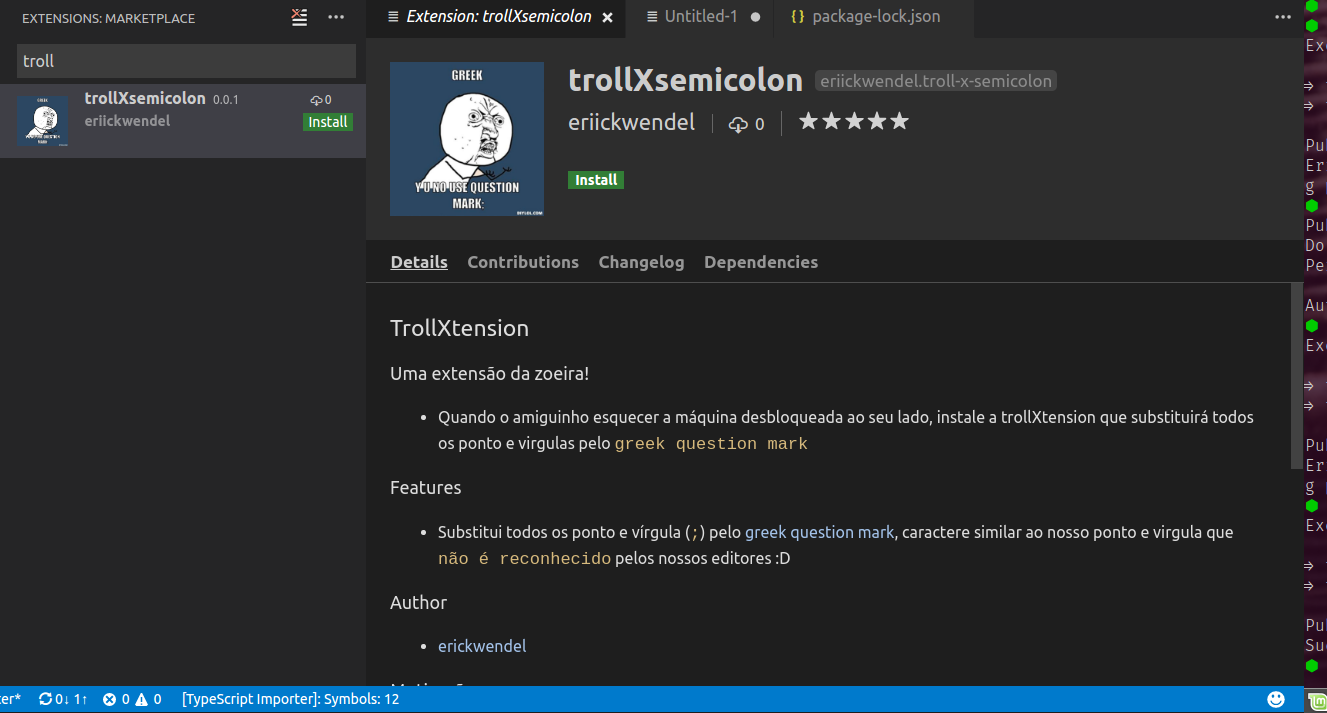 EXTENSIONS: MARKETPLACE
troll
trollXsemicolon 0.0.1 0
eriickwendel Install
Extension: trollXsemicolon
Untitled-1
{ } package-lock.json
GREEK
Y U NO USE QUESTION
MARK;
trollXsemicolon eriickwendel.troll-x-semicolon
eriickwendel 0
Install
Details Contributions Changelog Dependencies
TrollXtension
Uma extensão da zoeira!
• Quando o amiguinho esquecer a máquina desbloqueada ao seu lado, instale a trollXtension que substituirá todos
os ponto e virgulas pelo greek question mark
Features
• Substitui todos os ponto e vírgula (;) pelo greek question mark, caractere similar ao nosso ponto e virgula que
não é reconhecido pelos nossos editores :D
Author
• erickwendel
ter* 0↓ 1↑ 0 0 [TypeScript Importer]: Symbols: 12
Ex
Pu
Er
g
Pu
Do
Pe
Au
Ex
Pu
Er
g
Ex
Pu
Su